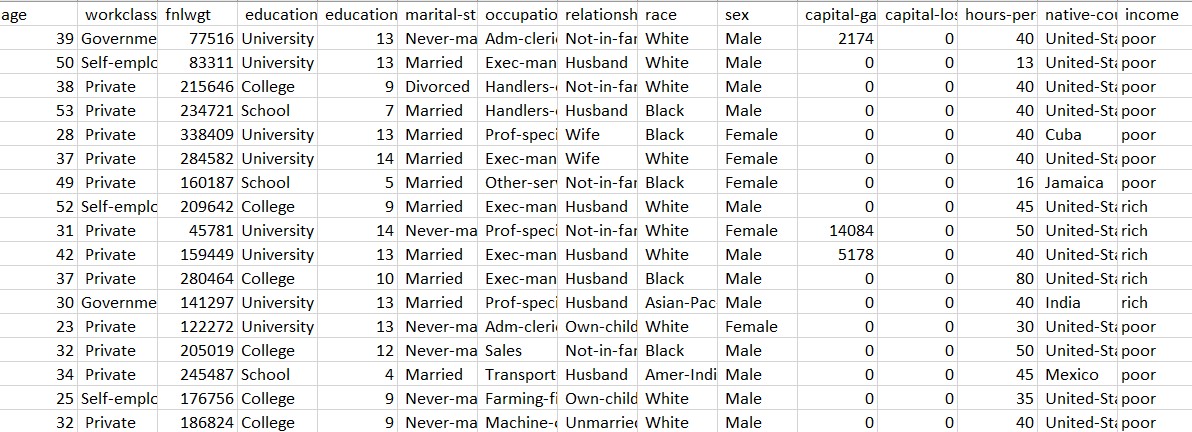 age workclass fnlwgt education education marital-st occupatio relationsh race sex capital-ga capital-los hours-per native-cou income
39 Governme 77516 University 13 Never-ma Adm-cleri Not-in-far White Male 2174 0 40 United-Sta poor
50 Self-emplo 83311 University 13 Married Exec-man Husband White Male 0 0 13 United-Sta poor
38 Private 215646 College 9 Divorced Handlers- Not-in-far White Male 0 0 40 United-Sta poor
53 Private 234721 School 7 Married Handlers- Husband Black Male 0 0 40 United-Sta poor
28 Private 338409 University 13 Married Prof-speci Wife Black Female 0 0 40 Cuba poor
37 Private 284582 University 14 Married Exec-man Wife White Female 0 0 40 United-Sta poor
49 Private 160187 School 5 Married Other-serv Not-in-far Black Female 0 0 16 Jamaica poor
52 Self-emplo 209642 College 9 Married Exec-man Husband White Male 0 0 45 United-Sta rich
31 Private 45781 University 14 Never-ma Prof-speci Not-in-far White Female 14084 0 50 United-Sta rich
42 Private 159449 University 13 Married Exec-man Husband White Male 5178 0 40 United-Sta rich
37 Private 280464 College 10 Married Exec-man Husband Black Male 0 0 80 United-Sta rich
30 Governme 141297 University 13 Married Prof-speci Husband Asian-Pac Male 0 0 40 India rich
23 Private 122272 University 13 Never-ma Adm-cleri Own-child White Female 0 0 30 United-Sta poor
32 Private 205019 College 12 Never-ma Sales Not-in-far Black Male 0 0 50 United-Sta poor
34 Private 245487 School 4 Married Transport Husband Amer-Indi Male 0 0 45 Mexico poor
25 Self-emplo 176756 College 9 Never-ma Farming-fi Own-child White Male 0 0 35 United-Sta poor
32 Private 186824 College 9 Never-ma Machine-o Unmarried White Male 0 0 40 United-Sta poor